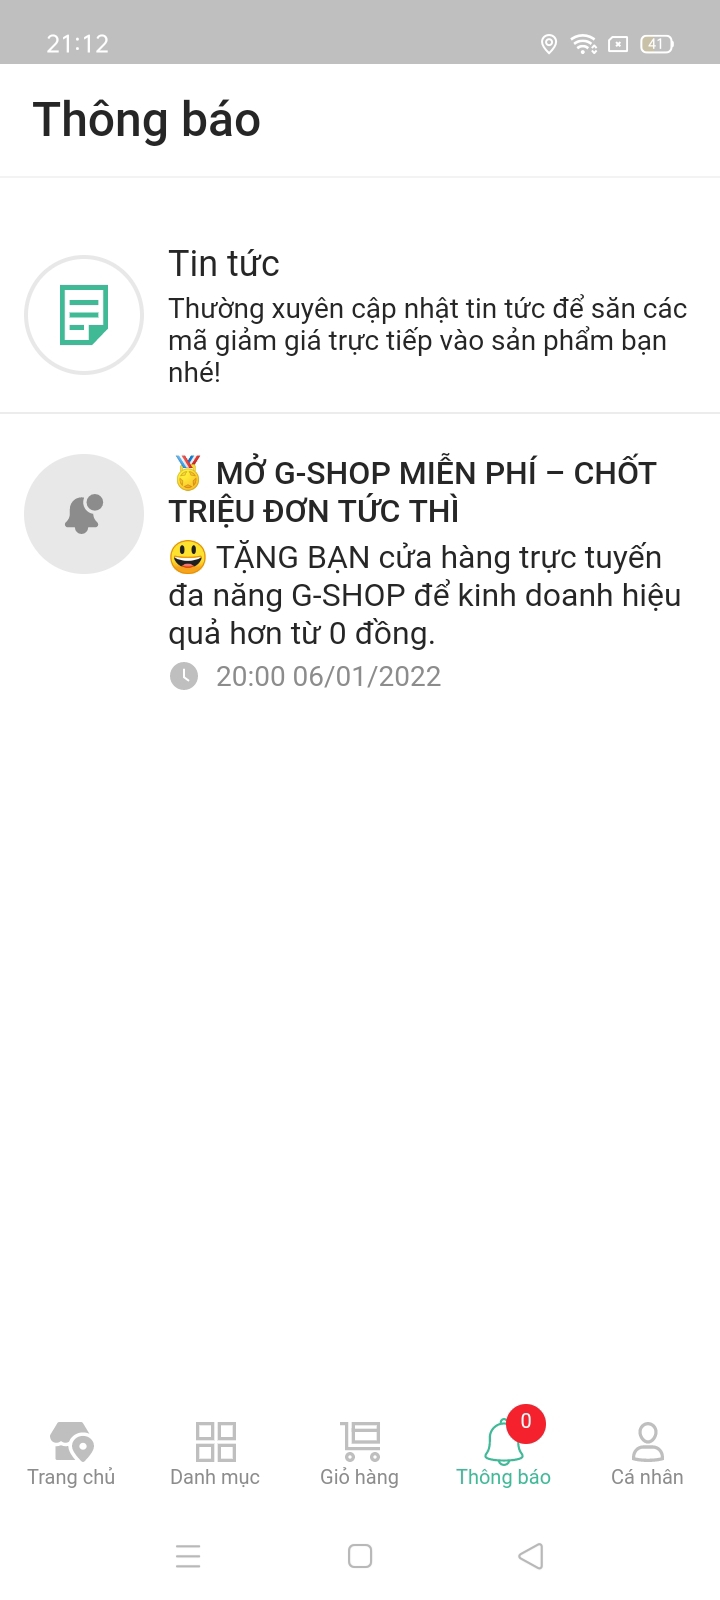 21:12
41
Thông báo
Tin tức
Thường xuyên cập nhật tin tức để săn các
mã giảm giá trực tiếp vào sản phẩm bạn
nhé!
🏅 MỞ G-SHOP MIỄN PHÍ – CHỐT
TRIỆU ĐƠN TỨC THÌ
😃 TẶNG BẠN cửa hàng trực tuyến
đa năng G-SHOP để kinh doanh hiệu
quả hơn từ 0 đồng.
20:00 06/01/2022
0
Trang chủ Danh mục Giỏ hàng Thông báo Cá nhân